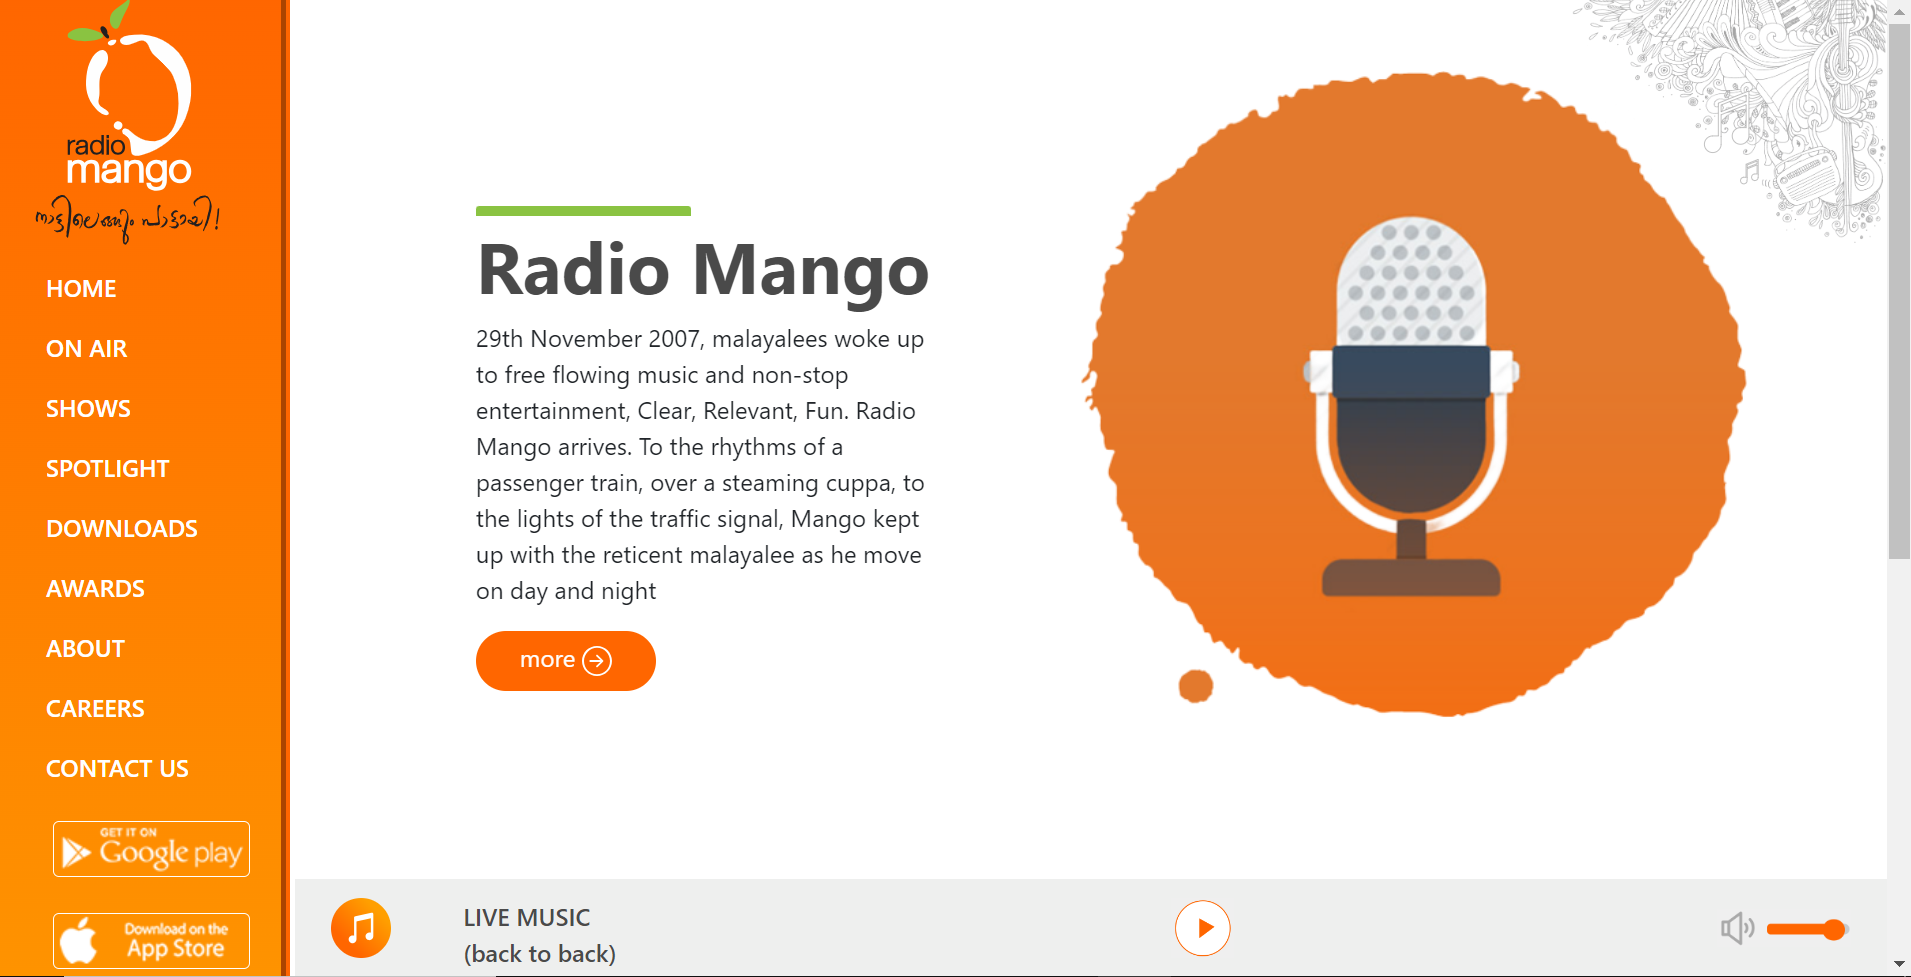 radio
mango
നാട്ടിലെങ്ങും പാട്ടായി!
HOME
ON AIR
SHOWS
SPOTLIGHT
DOWNLOADS
AWARDS
ABOUT
CAREERS
CONTACT US
GET IT ON
Google play
Download on the
App Store
Radio Mango
29th November 2007, malayalees woke up
to free flowing music and non-stop
entertainment, Clear, Relevant, Fun. Radio
Mango arrives. To the rhythms of a
passenger train, over a steaming cuppa, to
the lights of the traffic signal, Mango kept
up with the reticent malayalee as he move
on day and night
more
LIVE MUSIC
(back to back)